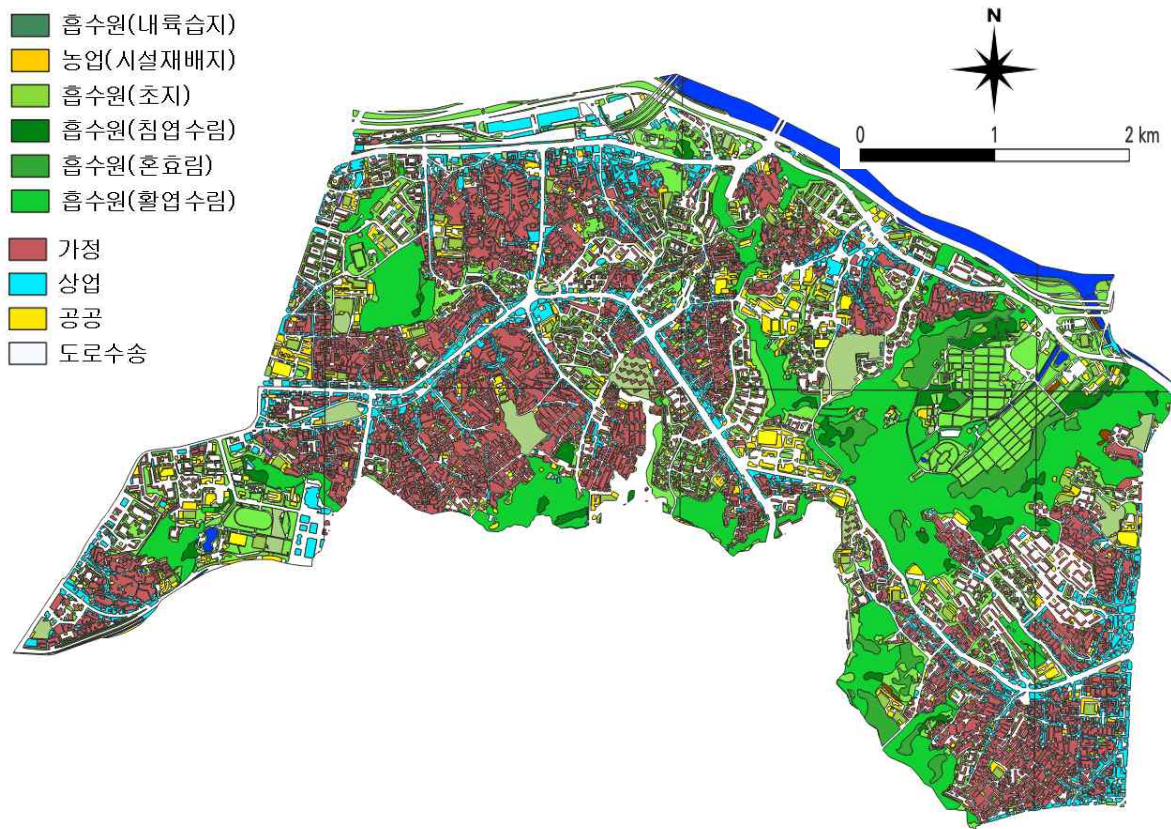 흡수원(내륙습지)
농업(시설재배지)
흡수원(초지)
흡수원(침엽수림)
흡수원(혼효림)
흡수원(활엽수림)
가정
상업
공공
도로수송
N
0 1 2 km